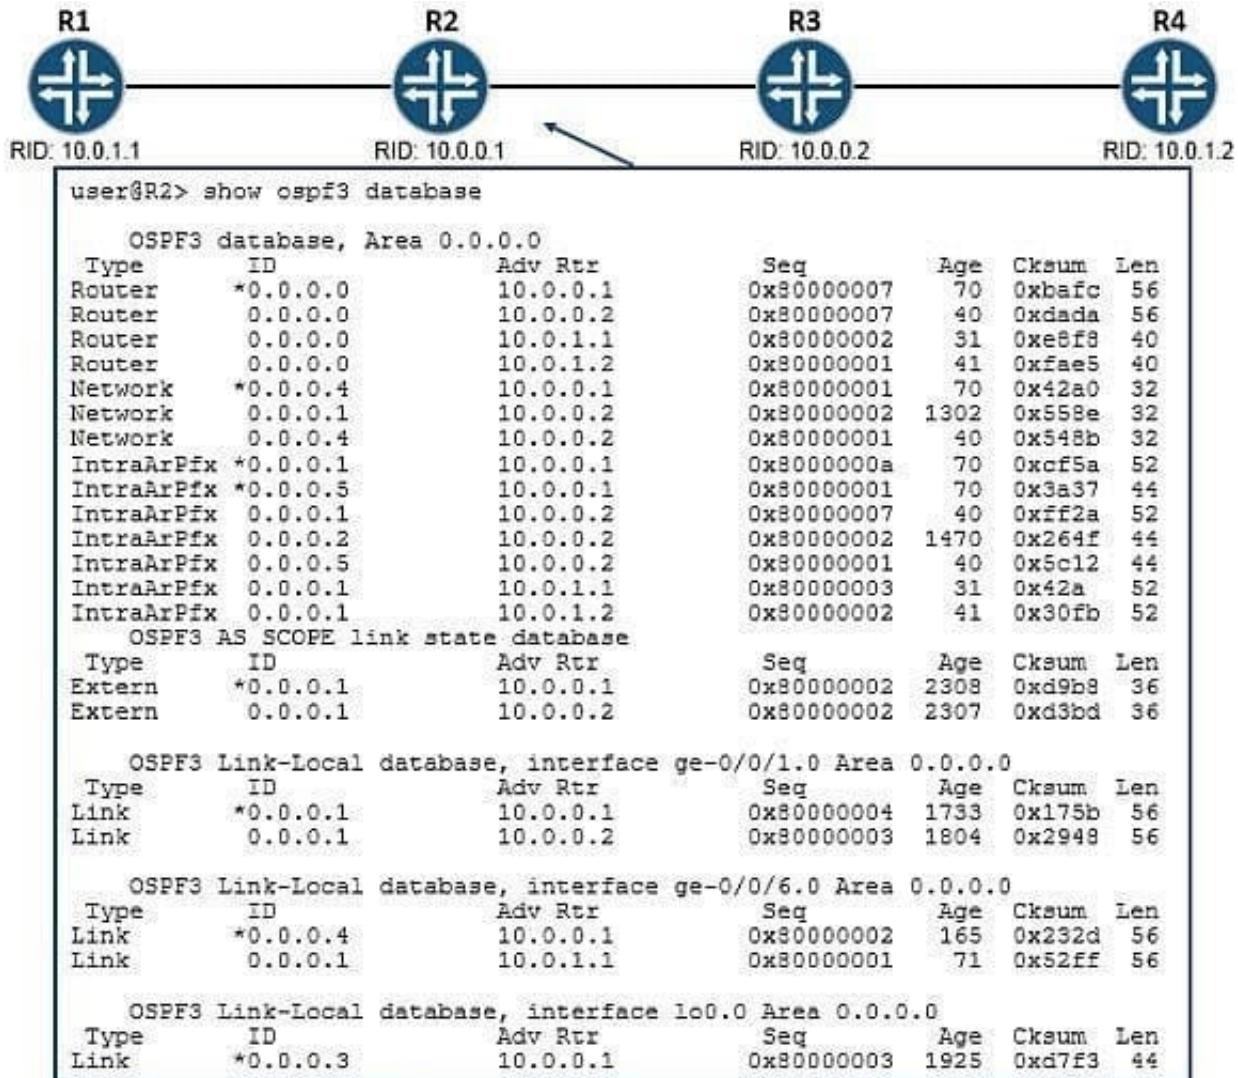 R1 R2 R3 R4
RID: 10.0.1.1 RID: 10.0.0.1 RID: 10.0.0.2 RID: 10.0.1.2
user@R2> show ospf3 database
OSPF3 database, Area 0.0.0.0
Type ID Adv Rtr Seq Age Cksum Len
Router *0.0.0.0 10.0.0.1 0x80000007 70 0xbafc 56
Router 0.0.0.0 10.0.0.2 0x80000007 40 0xdada 56
Router 0.0.0.0 10.0.1.1 0x80000002 31 0xe8f8 40
Router 0.0.0.0 10.0.1.2 0x80000001 41 0xfae5 40
Network *0.0.0.4 10.0.0.1 0x80000001 70 0x42a0 32
Network 0.0.0.1 10.0.0.2 0x80000002 1302 0x558e 32
Network 0.0.0.4 10.0.0.2 0x80000001 40 0x548b 32
IntraArPfx *0.0.0.1 10.0.0.1 0x8000000a 70 0xcf5a 52
IntraArPfx *0.0.0.5 10.0.0.1 0x80000001 70 0x3a37 44
IntraArPfx 0.0.0.1 10.0.0.2 0x80000007 40 0xff2a 52
IntraArPfx 0.0.0.2 10.0.0.2 0x80000002 1470 0x264f 44
IntraArPfx 0.0.0.5 10.0.0.2 0x80000001 40 0x5c12 44
IntraArPfx 0.0.0.1 10.0.1.1 0x80000003 31 0x42a 52
IntraArPfx 0.0.0.1 10.0.1.2 0x80000002 41 0x30fb 52
OSPF3 AS SCOPE link state database
Type ID Adv Rtr Seq Age Cksum Len
Extern *0.0.0.1 10.0.0.1 0x80000002 2308 0xd9b8 36
Extern 0.0.0.1 10.0.0.2 0x80000002 2307 0xd3bd 36
OSPF3 Link-Local database, interface ge-0/0/1.0 Area 0.0.0.0
Type ID Adv Rtr Seq Age Cksum Len
Link *0.0.0.1 10.0.0.1 0x80000004 1733 0x175b 56
Link 0.0.0.1 10.0.0.2 0x80000003 1804 0x2948 56
OSPF3 Link-Local database, interface ge-0/0/6.0 Area 0.0.0.0
Type ID Adv Rtr Seq Age Cksum Len
Link *0.0.0.4 10.0.0.1 0x80000002 165 0x232d 56
Link 0.0.0.1 10.0.1.1 0x80000001 71 0x52ff 56
OSPF3 Link-Local database, interface lo0.0 Area 0.0.0.0
Type ID Adv Rtr Seq Age Cksum Len
Link *0.0.0.3 10.0.0.1 0x80000003 1925 0xd7f3 44